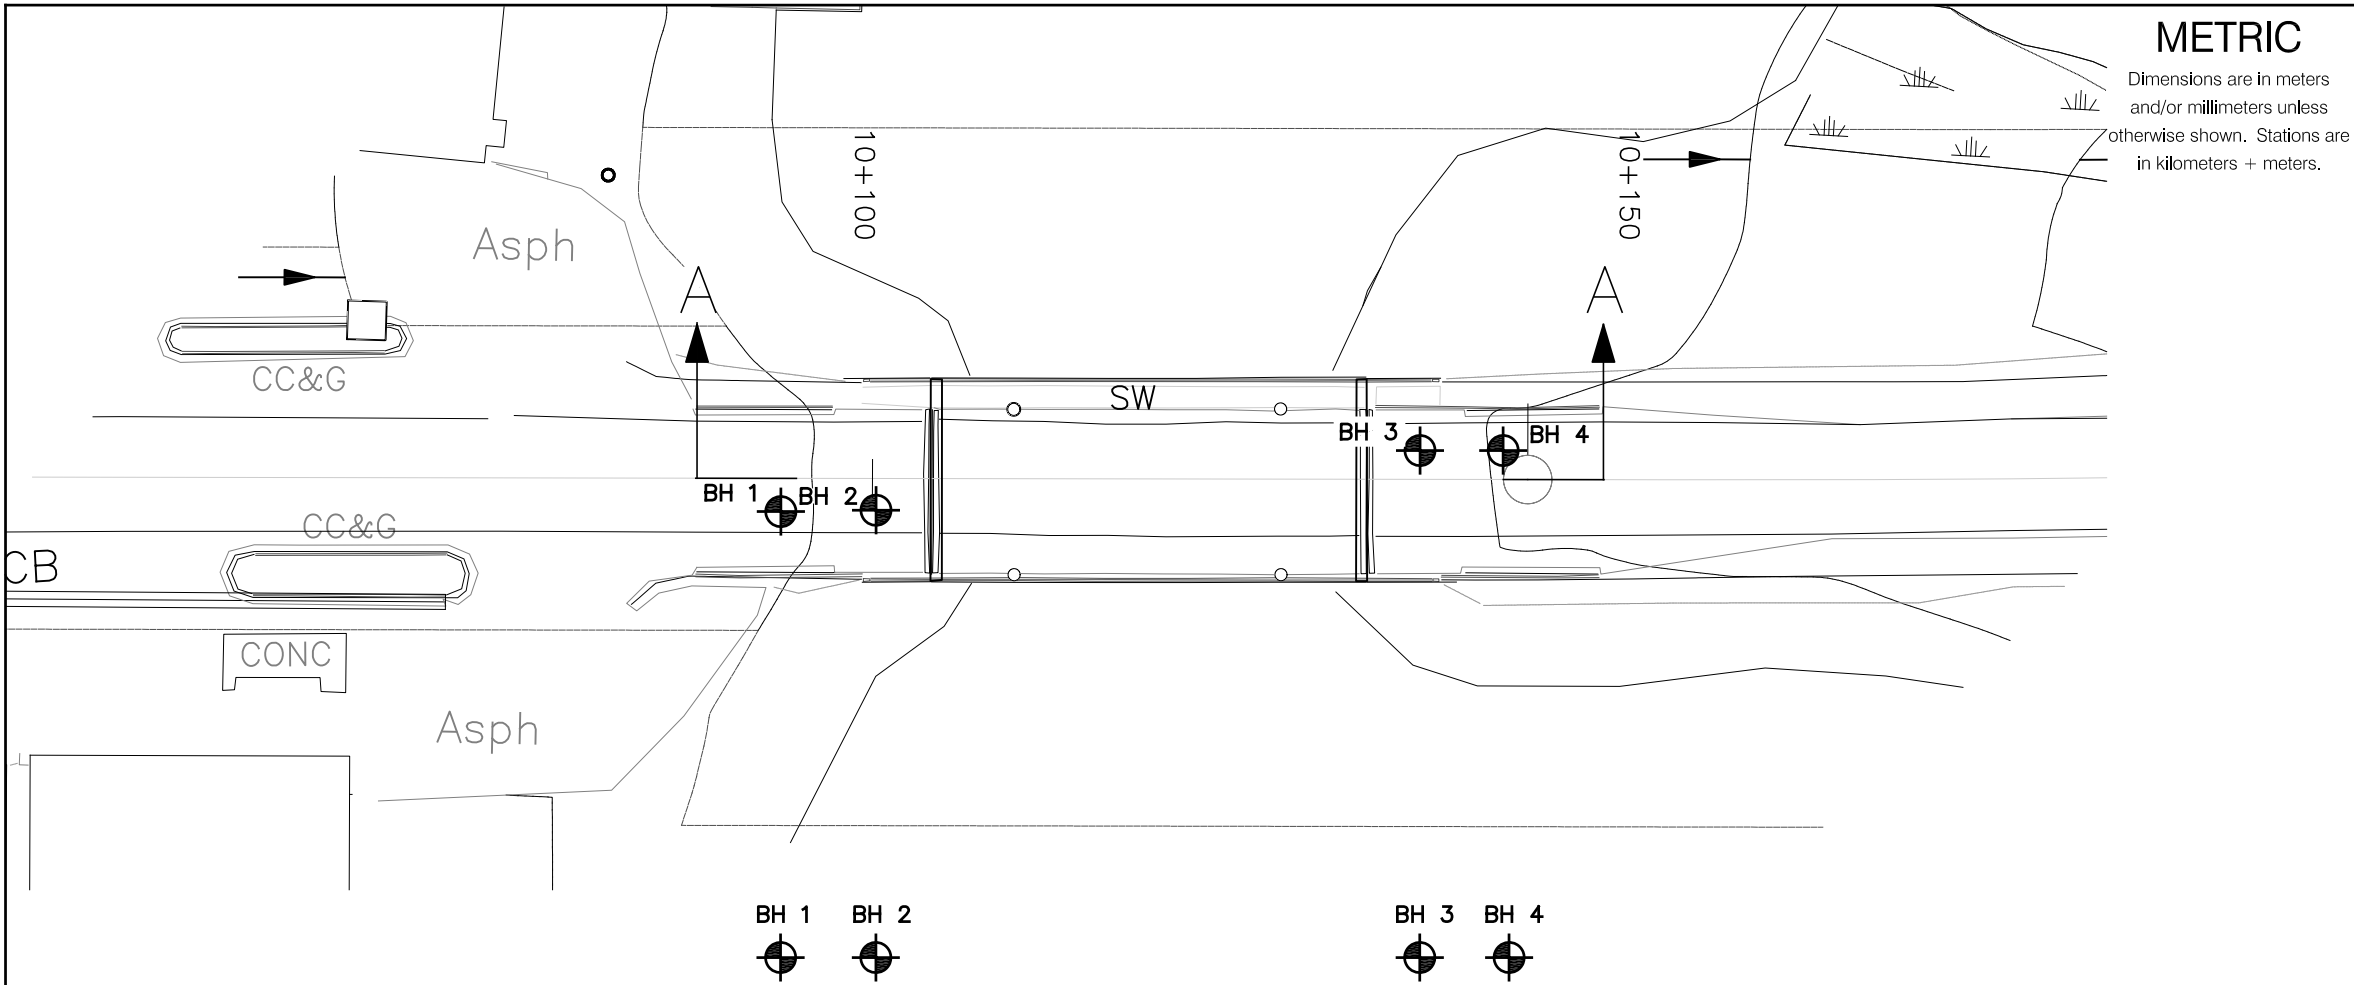 METRIC
Dimensions are in meters
and/or millimeters unless
otherwise shown. Stations are
in kilometers + meters.
10+100
10+150
Asph
A
A
CC&G
SW
BH 3
BH 4
BH 1
BH 2
CC&G
CB
CONC
Asph
BH 1
BH 2
BH 3
BH 4